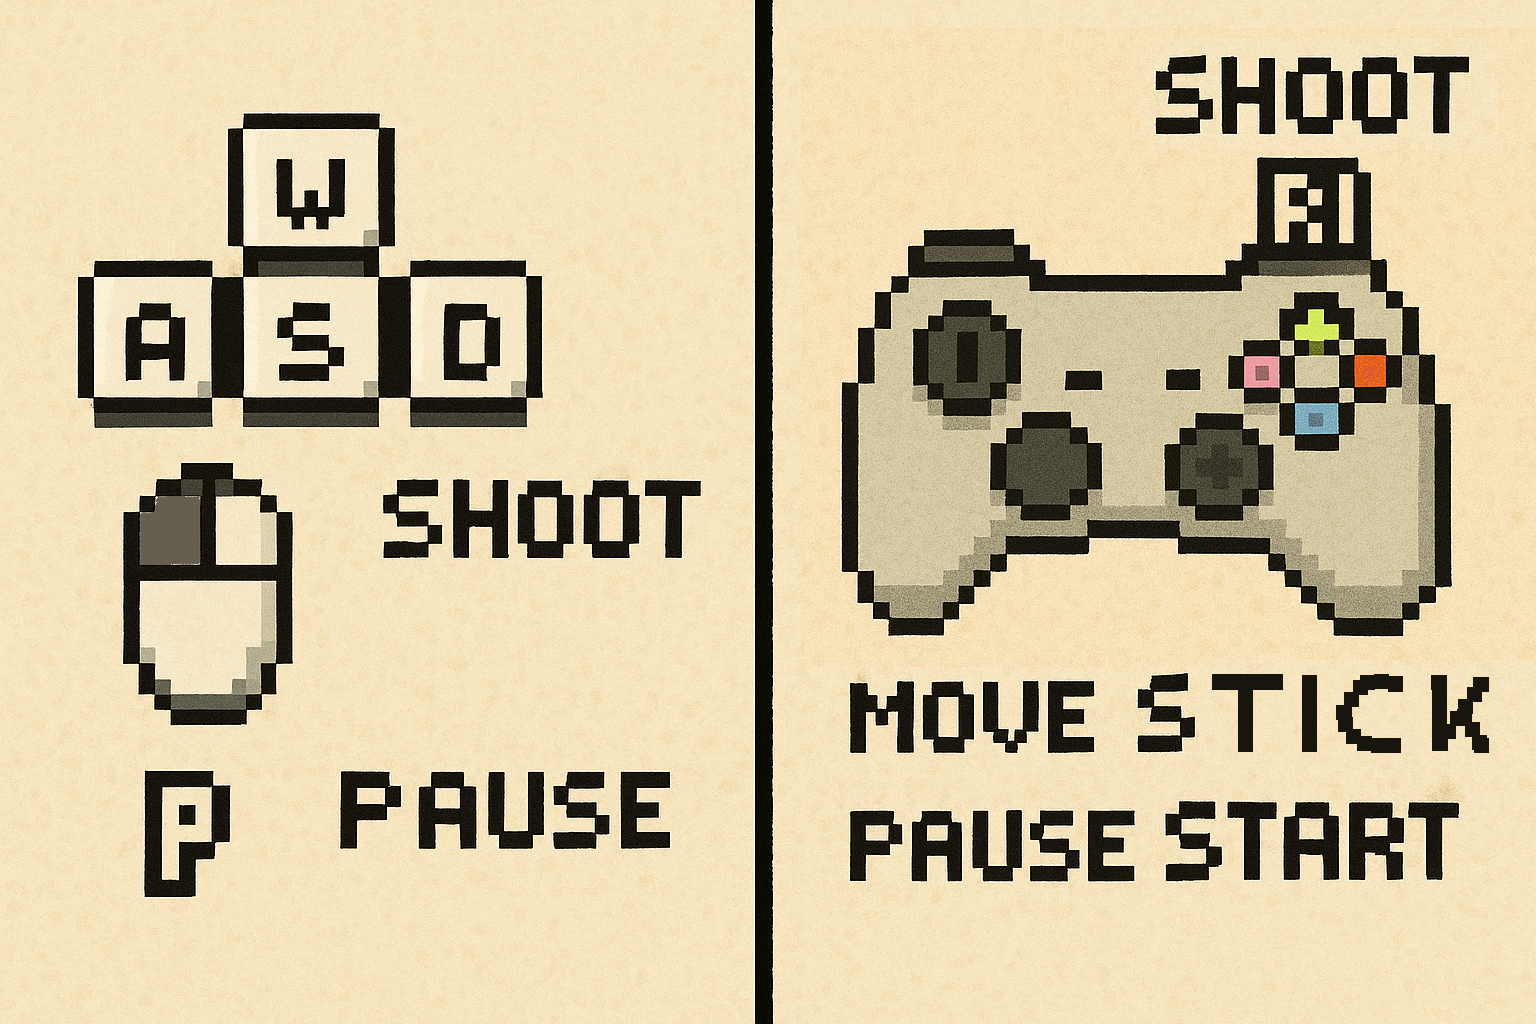 W
A S D
SHOOT
P PAUSE
SHOOT
MOVE STICK
PAUSE START